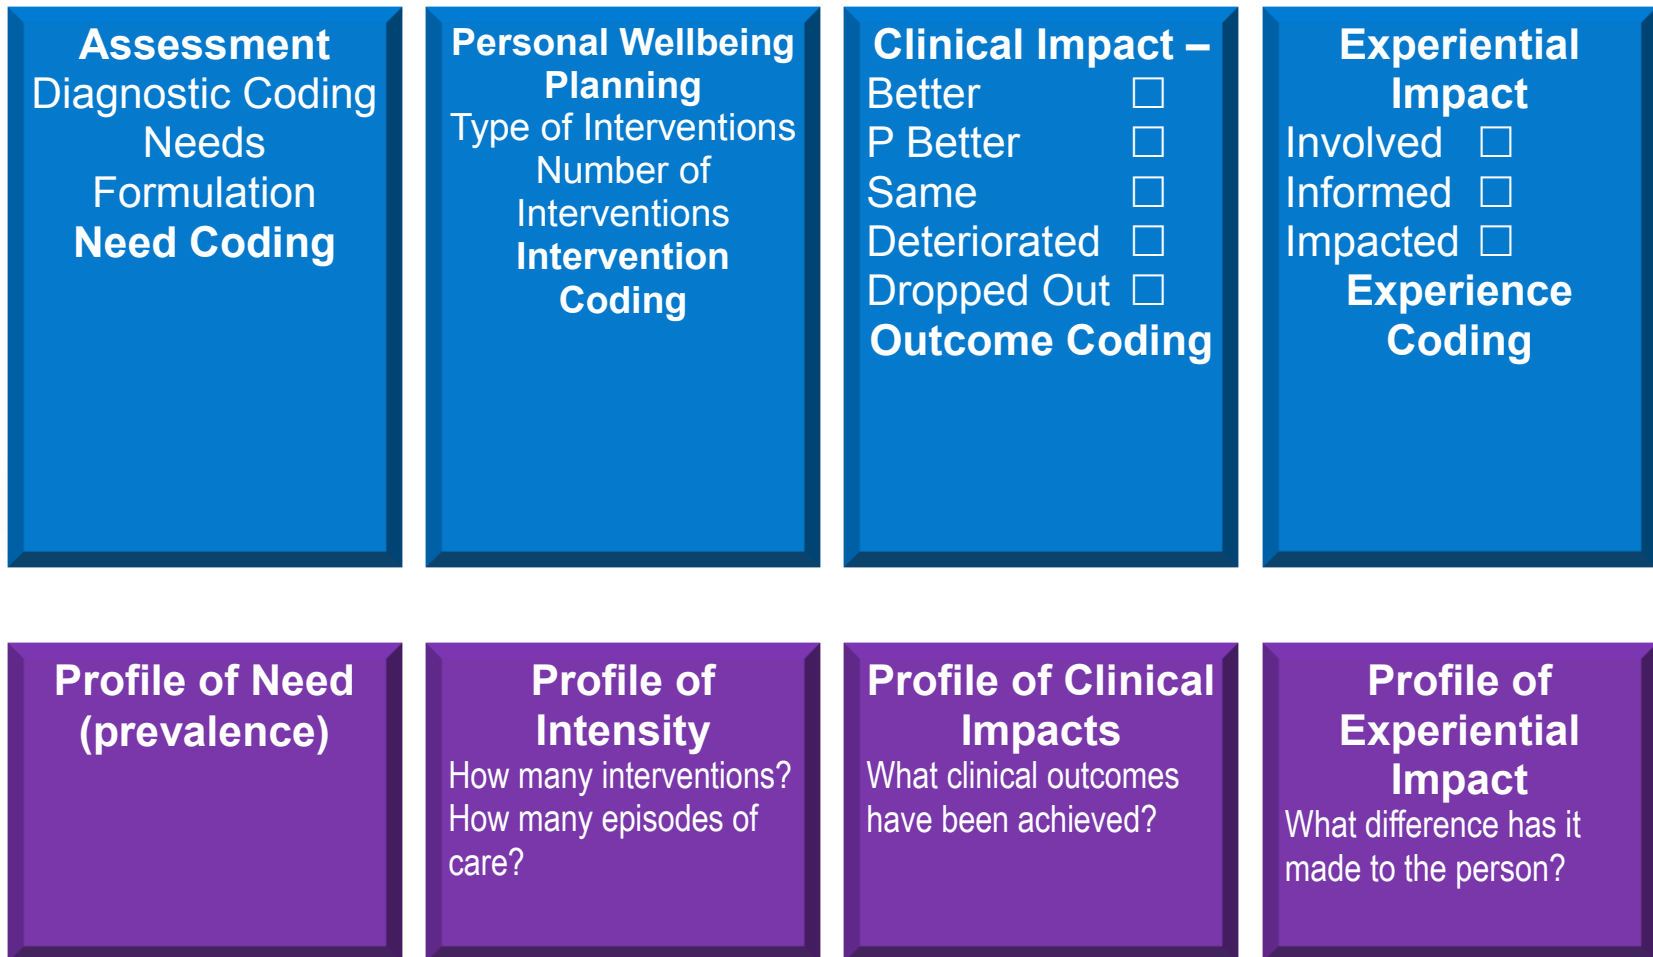 Assessment
Diagnostic Coding
Needs
Formulation
Need Coding
Personal Wellbeing
Planning
Type of Interventions
Number of
Interventions
Intervention
Coding
Clinical Impact –
Better ☐
P Better ☐
Same ☐
Deteriorated ☐
Dropped Out ☐
Outcome Coding
Experiential
Impact
Involved ☐
Informed ☐
Impacted ☐
Experience
Coding
Profile of Need
(prevalence)
Profile of
Intensity
How many interventions?
How many episodes of
care?
Profile of Clinical
Impacts
What clinical outcomes
have been achieved?
Profile of
Experiential
Impact
What difference has it
made to the person?